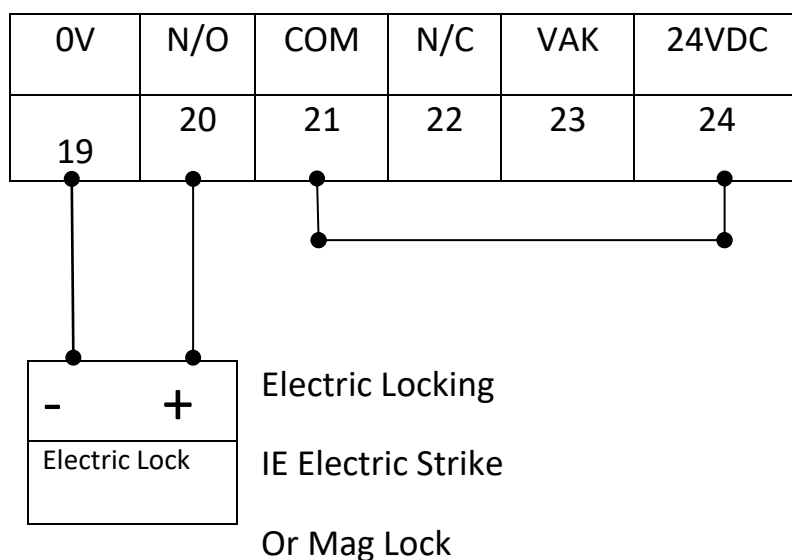 0V N/O COM N/C VAK 24VDC
19 20 21 22 23 24
- +
Electric Lock
Electric Locking
IE Electric Strike
Or Mag Lock